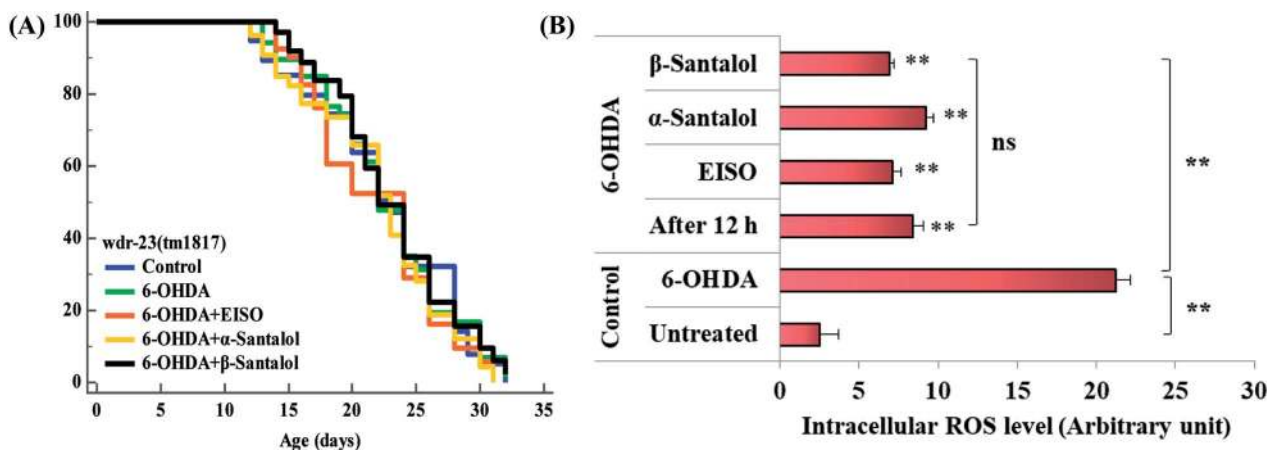 (A)
100
80
60
40
20
0
wdr-23(tm1817)
Control
6-OHDA
6-OHDA+EISO
6-OHDA+α-Santalol
6-OHDA+β-Santalol
0 5 10 15 20 25 30 35
Age (days)
(B)
6-OHDA
β-Santalol
**
α-Santalol
**
EISO
**
After 12 h
**
ns
**
Control
6-OHDA
Untreated
**
0 5 10 15 20 25 30
Intracellular ROS level (Arbitrary unit)